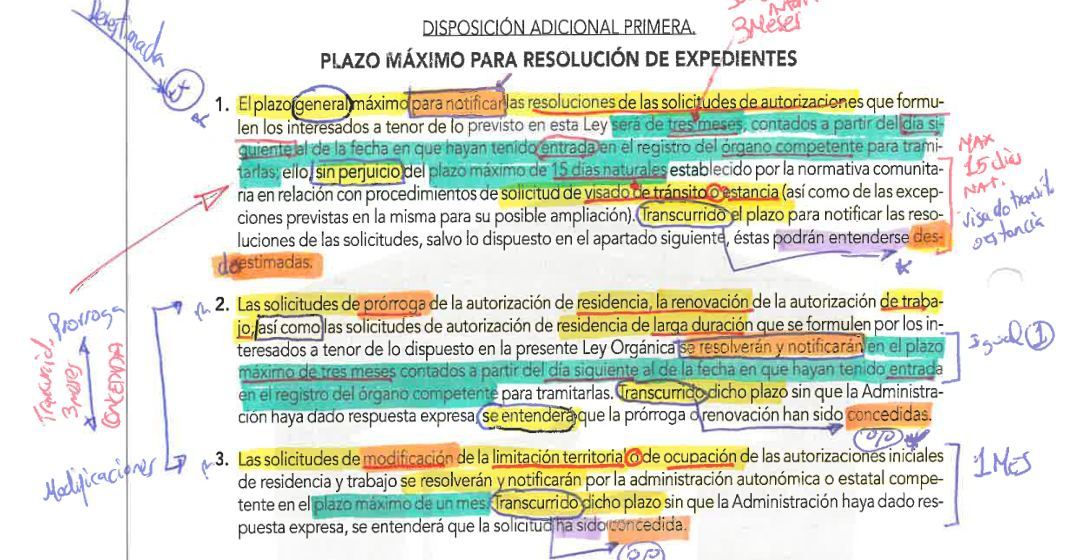 DISPOSICIÓN ADICIONAL PRIMERA.
3 Meses
PLAZO MÁXIMO PARA RESOLUCIÓN DE EXPEDIENTES
Desestimada
1. El plazo general máximo para notificar las resoluciones de las solicitudes de autorizaciones que formu-
len los interesados a tenor de lo previsto en esta Ley será de tres meses, contados a partir del día si-
guiente al de la fecha en que hayan tenido entrada en el registro del órgano competente para trami-
tarlas; ello, sin perjuicio del plazo máximo de 15 días naturales establecido por la normativa comunita-
ria en relación con procedimientos de solicitud de visado de tránsito o estancia (así como de las excep-
ciones previstas en la misma para su posible ampliación). Transcurrido el plazo para notificar las reso-
luciones de las solicitudes, salvo lo dispuesto en el apartado siguiente, éstas podrán entenderse des-
estimadas.
MAX
15 días
NAT.
visado transit
estancia
2. Las solicitudes de prórroga de la autorización de residencia, la renovación de la autorización de traba-
jo, así como las solicitudes de autorización de residencia de larga duración que se formulen por los in-
teresados a tenor de lo dispuesto en la presente Ley Orgánica se resolverán y notificarán en el plazo
máximo de tres meses contados a partir del día siguiente al de la fecha en que hayan tenido entrada
en el registro del órgano competente para tramitarlas. Transcurrido dicho plazo sin que la Administra-
ción haya dado respuesta expresa, se entenderá que la prórroga o renovación han sido concedidas.
Prorroga
Transcurrid.
3 meses
CONCEDIDA
Igual 1
3. Las solicitudes de modificación de la limitación territorial o de ocupación de las autorizaciones iniciales
de residencia y trabajo se resolverán y notificarán por la administración autonómica o estatal compe-
tente en el plazo máximo de un mes. Transcurrido dicho plazo sin que la Administración haya dado res-
puesta expresa, se entenderá que la solicitud ha sido concedida.
Modificaciones
1 MES